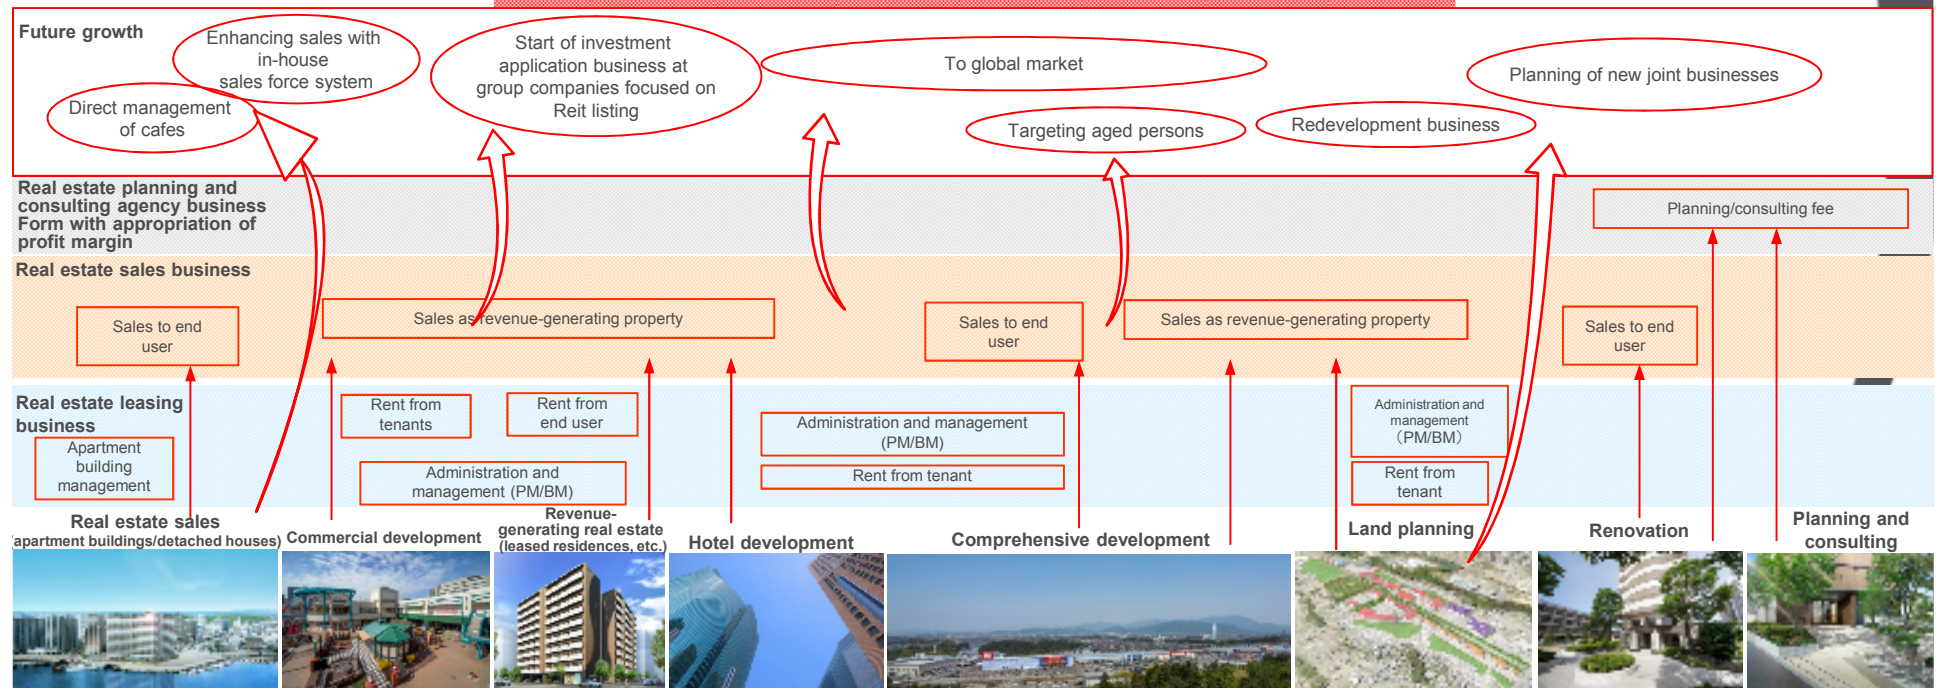 Future growth
Enhancing sales with
in-house
sales force system
Direct management
of cafes
Start of investment
application business at
group companies focused on
Reit listing
To global market
Targeting aged persons
Redevelopment business
Planning of new joint businesses
Real estate planning and
consulting agency business
Form with appropriation of
profit margin
Planning/consulting fee
Real estate sales business
Sales to end
user
Sales as revenue-generating property
Sales to end
user
Sales as revenue-generating property
Sales to end
user
Real estate leasing
business
Apartment
building
management
Rent from
tenants
Rent from
end user
Administration and
management (PM/BM)
Administration and management
(PM/BM)
Rent from tenant
Administration and
management
（PM/BM）
Rent from
tenant
Real estate sales
(apartment buildings/detached houses)
Commercial development
Revenue-
generating real estate
(leased residences, etc.)
Hotel development
Comprehensive development
Land planning
Renovation
Planning and
consulting